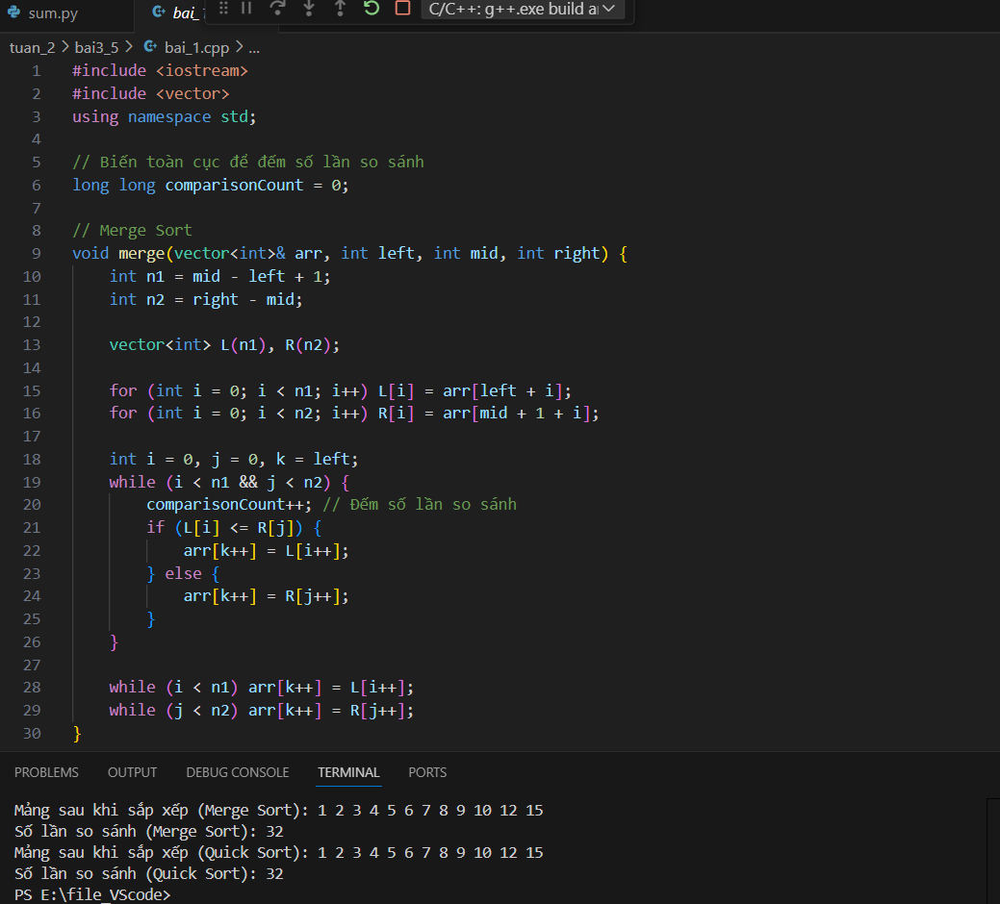 sum.py bai_1 C/C++: g++.exe build a
tuan_2 > bai3_5 > bai_1.cpp > ...
1 #include <iostream>
2 #include <vector>
3 using namespace std;
4
5 // Biến toàn cục để đếm số lần so sánh
6 long long comparisonCount = 0;
7
8 // Merge Sort
9 void merge(vector<int>& arr, int left, int mid, int right) {
10 int n1 = mid - left + 1;
11 int n2 = right - mid;
12
13 vector<int> L(n1), R(n2);
14
15 for (int i = 0; i < n1; i++) L[i] = arr[left + i];
16 for (int i = 0; i < n2; i++) R[i] = arr[mid + 1 + i];
17
18 int i = 0, j = 0, k = left;
19 while (i < n1 && j < n2) {
20 comparisonCount++; // Đếm số lần so sánh
21 if (L[i] <= R[j]) {
22 arr[k++] = L[i++];
23 } else {
24 arr[k++] = R[j++];
25 }
26 }
27
28 while (i < n1) arr[k++] = L[i++];
29 while (j < n2) arr[k++] = R[j++];
30 }
PROBLEMS OUTPUT DEBUG CONSOLE TERMINAL PORTS
Mảng sau khi sắp xếp (Merge Sort): 1 2 3 4 5 6 7 8 9 10 12 15
Số lần so sánh (Merge Sort): 32
Mảng sau khi sắp xếp (Quick Sort): 1 2 3 4 5 6 7 8 9 10 12 15
Số lần so sánh (Quick Sort): 32
PS E:\file_VScode>